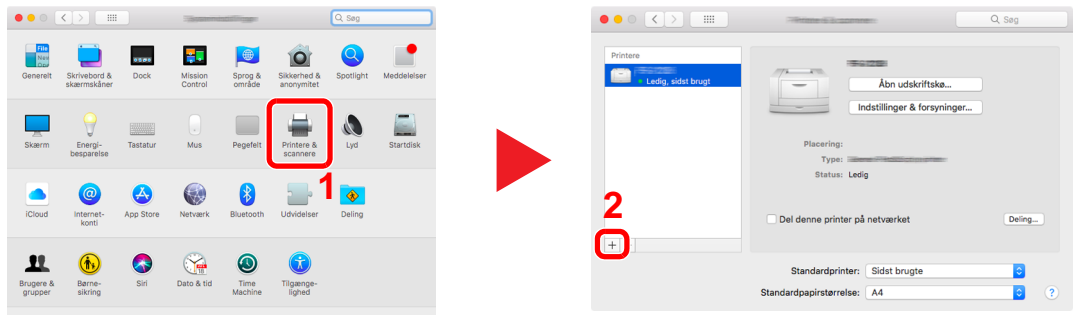 Søg
Generelt
Skrivebord &
skærmskåner
Dock
Mission
Control
Sprog &
område
Sikkerhed &
anonymitet
Spotlight
Meddelelser
Skærm
Energi-
besparelse
Tastatur
Mus
Pegefelt
Printere &
scannere
Lyd
Startdisk
1
iCloud
Internet-
konti
App Store
Netværk
Bluetooth
Udvidelser
Deling
Brugere &
grupper
Børne-
sikring
Siri
Dato & tid
Time
Machine
Tilgænge-
lighed
Søg
Printere
Ledig, sidst brugt
Åbn udskriftskø...
Indstillinger & forsyninger...
Placering:
Type:
Status: Ledig
2
Del denne printer på netværket
Deling...
+
Standardprinter: Sidst brugte
Standardpapirstørrelse: A4
?